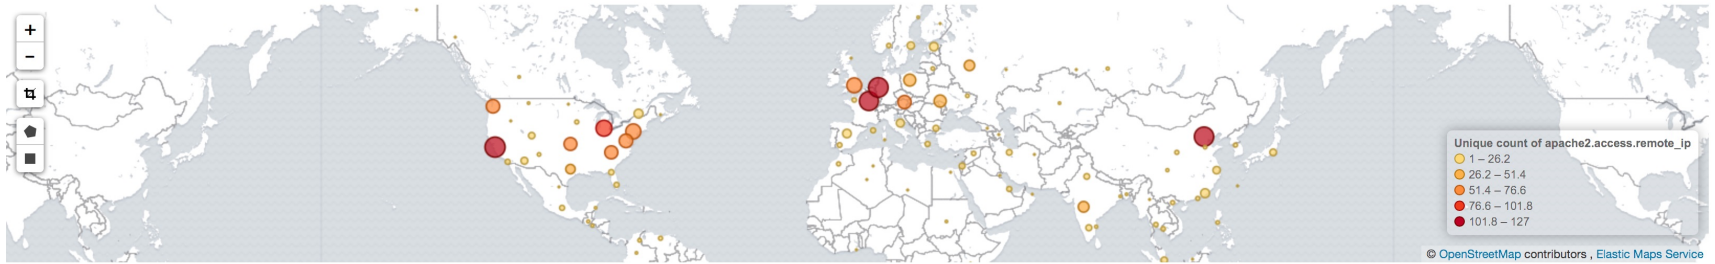 +
−
Unique count of apache2.access.remote_ip
1 – 26.2
26.2 – 51.4
51.4 – 76.6
76.6 – 101.8
101.8 – 127
© OpenStreetMap contributors , Elastic Maps Service